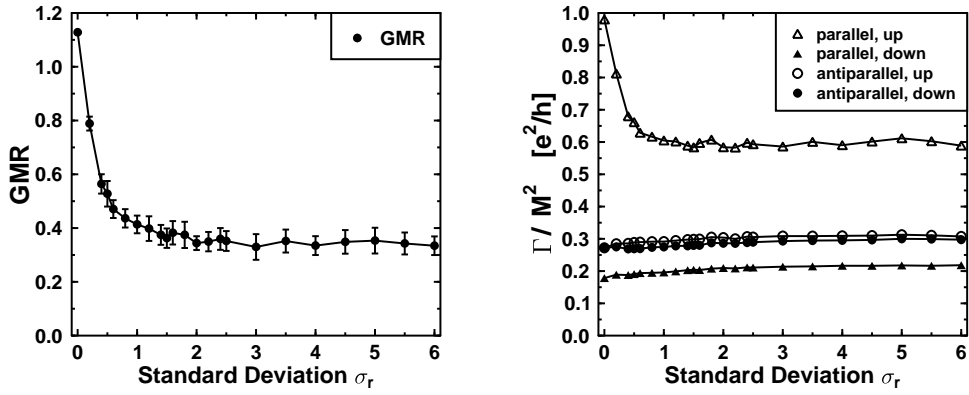 1.2
1.0
0.8
0.6
0.4
0.2
0.0
GMR
GMR
0 1 2 3 4 5 6
Standard Deviation σr
1.0
0.9
0.8
0.7
0.6
0.5
0.4
0.3
0.2
0.1
0.0
Γ / M² [e²/h]
parallel, up
parallel, down
antiparallel, up
antiparallel, down
0 1 2 3 4 5 6
Standard Deviation σr